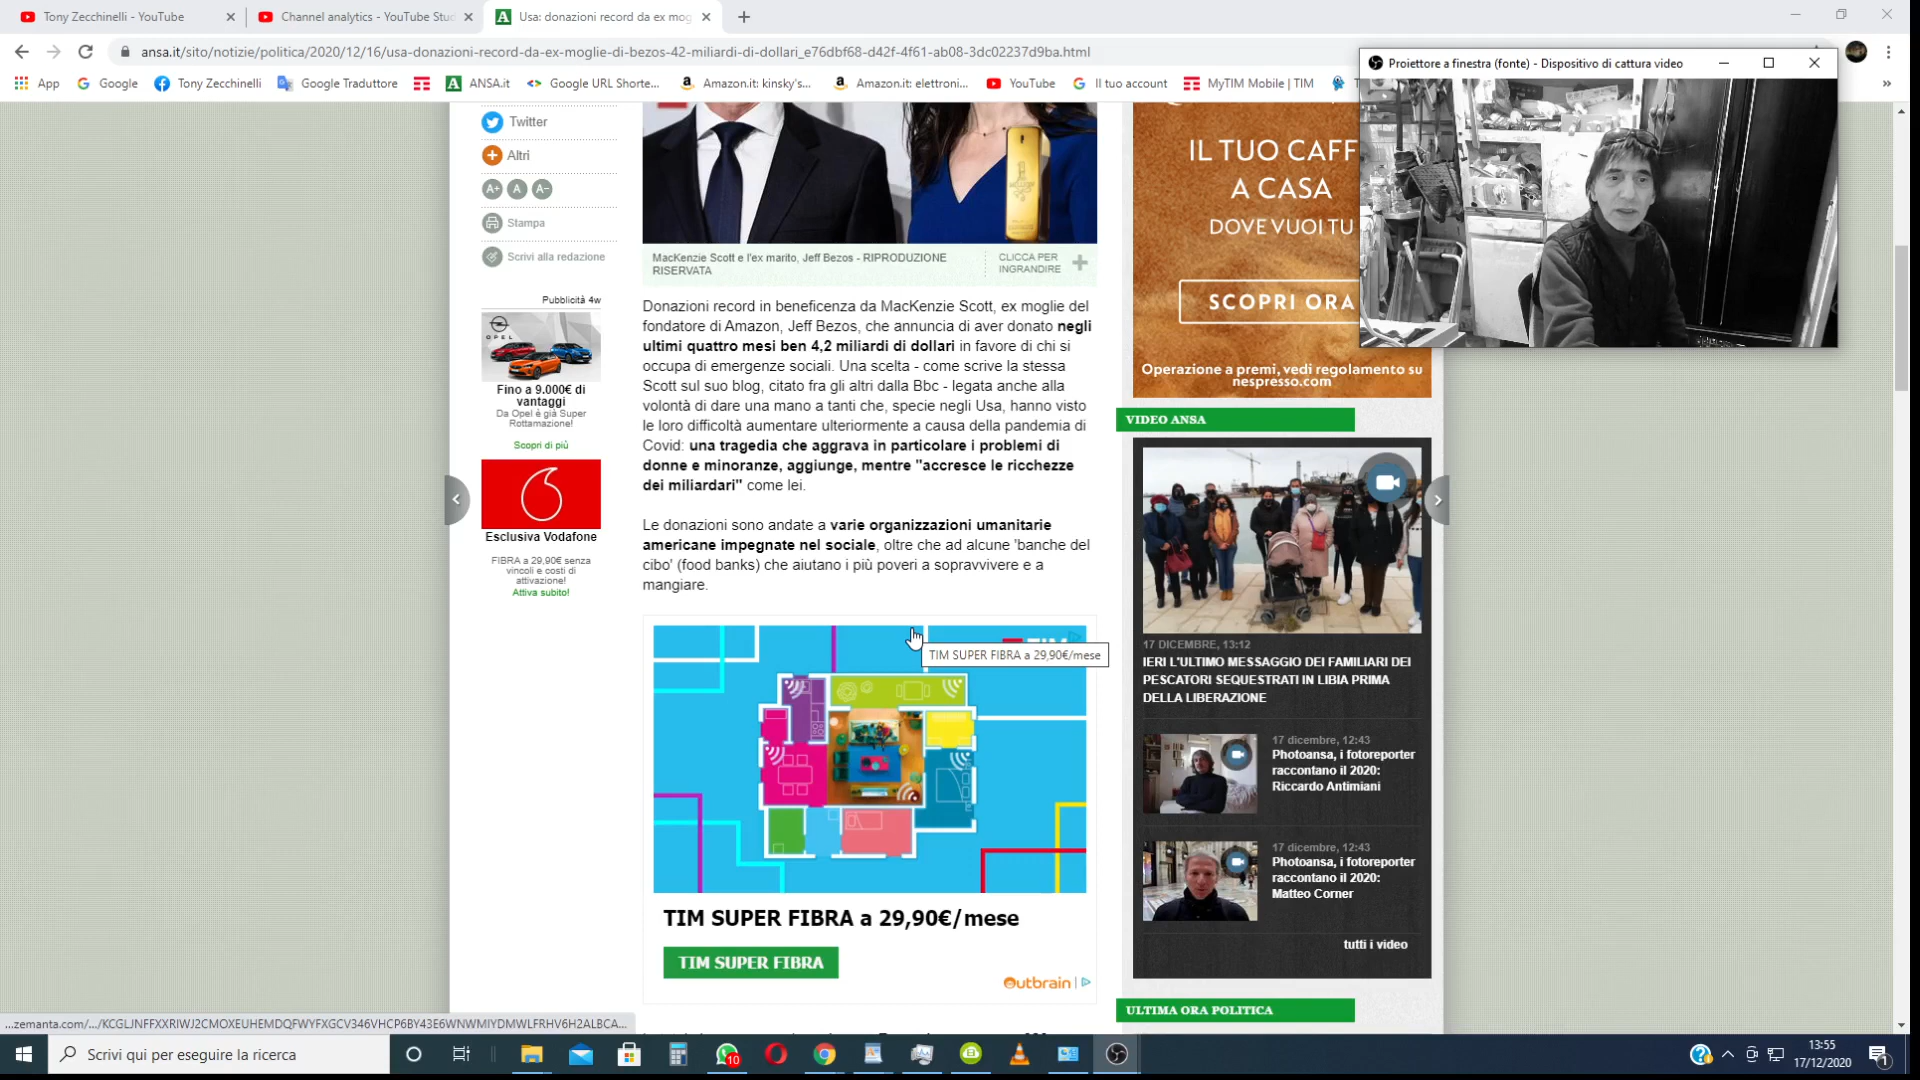 Tony Zecchinelli - YouTube
Channel analytics - YouTube Stud
Usa: donazioni record da ex mog
ansa.it/sito/notizie/politica/2020/12/16/usa-donazioni-record-da-ex-moglie-di-bezos-42-miliardi-di-dollari_e76dbf68-d42f-4f61-ab08-3dc02237d9ba.html
App
Google
Tony Zecchinelli
Google Traduttore
ANSA.it
Google URL Shorte...
Amazon.it: kinsky's...
Amazon.it: elettroni...
YouTube
Il tuo account
MyTIM Mobile | TIM
Proiettore a finestra (fonte) - Dispositivo di cattura video
Twitter
Altri
A+ A A-
Stampa
Scrivi alla redazione
Pubblicità 4w
OPEL
Fino a 9.000€ di
vantaggi
Da Opel è già Super
Rottamazione!
Scopri di più
Esclusiva Vodafone
FIBRA a 29,90€ senza
vincoli e costi di
attivazione!
Attiva subito!
MacKenzie Scott e l'ex marito, Jeff Bezos - RIPRODUZIONE
RISERVATA
CLICCA PER
INGRANDIRE
Donazioni record in beneficenza da MacKenzie Scott, ex moglie del
fondatore di Amazon, Jeff Bezos, che annuncia di aver donato negli
ultimi quattro mesi ben 4,2 miliardi di dollari in favore di chi si
occupa di emergenze sociali. Una scelta - come scrive la stessa
Scott sul suo blog, citato fra gli altri dalla Bbc - legata anche alla
volontà di dare una mano a tanti che, specie negli Usa, hanno visto
le loro difficoltà aumentare ulteriormente a causa della pandemia di
Covid: una tragedia che aggrava in particolare i problemi di
donne e minoranze, aggiunge, mentre "accresce le ricchezze
dei miliardari" come lei.
Le donazioni sono andate a varie organizzazioni umanitarie
americane impegnate nel sociale, oltre che ad alcune 'banche del
cibo' (food banks) che aiutano i più poveri a sopravvivere e a
mangiare.
TIM SUPER FIBRA a 29,90€/mese
TIM SUPER FIBRA a 29,90€/mese
TIM SUPER FIBRA
Outbrain
IL TUO CAFF
A CASA
DOVE VUOI TU
SCOPRI ORA
Operazione a premi, vedi regolamento su
nespresso.com
VIDEO ANSA
17 DICEMBRE, 13:12
IERI L'ULTIMO MESSAGGIO DEI FAMILIARI DEI
PESCATORI SEQUESTRATI IN LIBIA PRIMA
DELLA LIBERAZIONE
17 dicembre, 12:43
Photoansa, i fotoreporter
raccontano il 2020:
Riccardo Antimiani
17 dicembre, 12:43
Photoansa, i fotoreporter
raccontano il 2020:
Matteo Corner
tutti i video
ULTIMA ORA POLITICA
...zemanta.com/.../KCGLJNFFXXRIWJ2CMOXEUHEMDQFWYFXGCV346VHCP6BY43E6WNWMIYDMWLFRHV6H2ALBCA...
Scrivi qui per eseguire la ricerca
10
13:55
17/12/2020
1